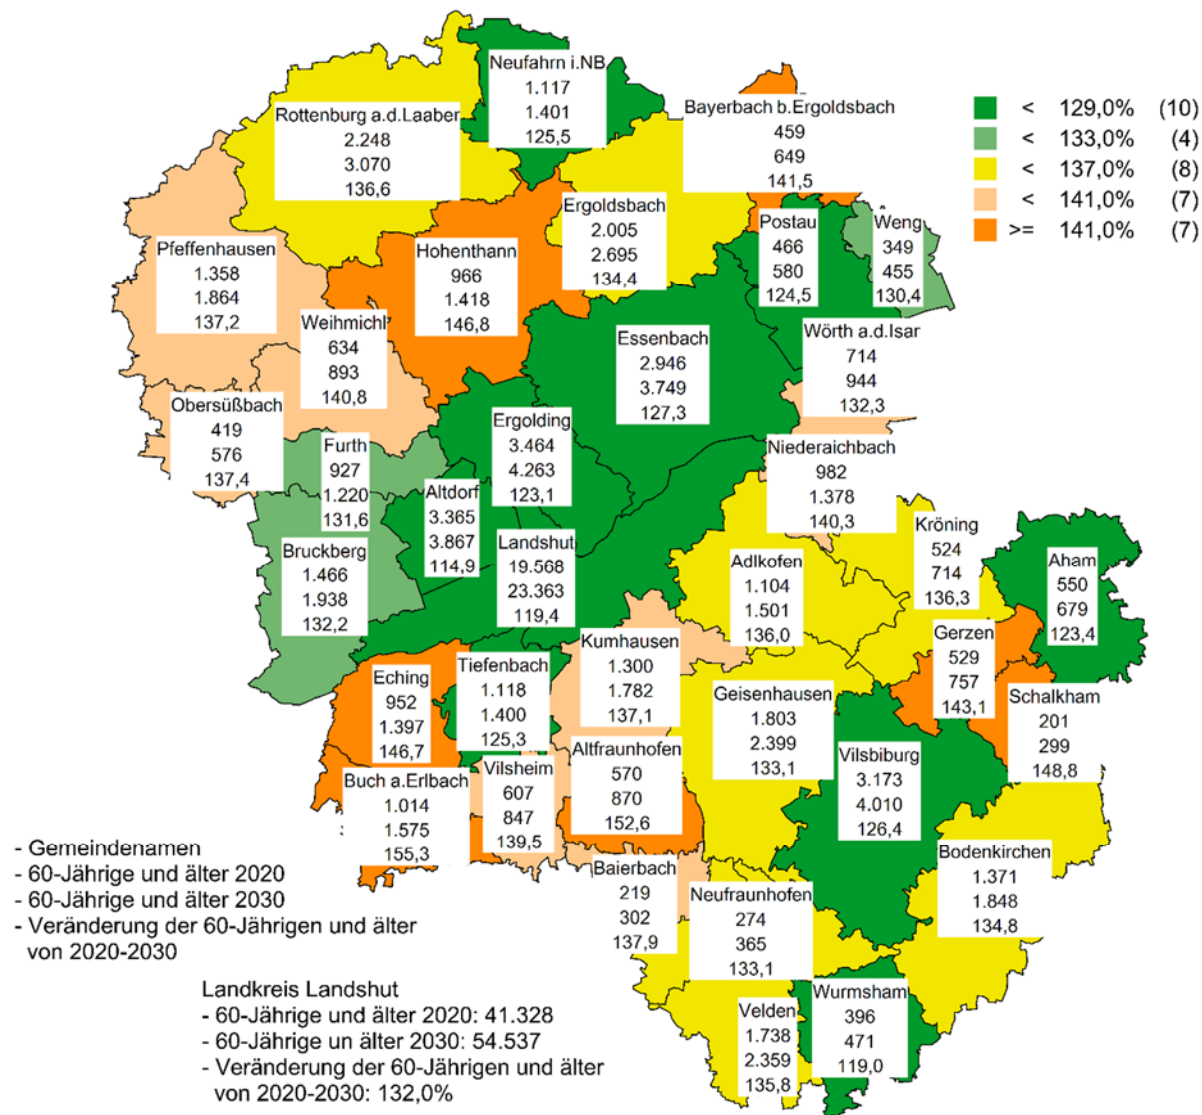 Neufahrn i.NB
1.117
1.401
125,5
Rottenburg a.d.Laaber
2.248
3.070
136,6
Bayerbach b.Ergoldsbach
459
649
141,5
< 129,0% (10)
< 133,0% (4)
< 137,0% (8)
< 141,0% (7)
>= 141,0% (7)
Ergoldsbach
2.005
2.695
134,4
Postau
466
580
124,5
Weng
349
455
130,4
Pfeffenhausen
1.358
1.864
137,2
Hohenthann
966
1.418
146,8
Weihmichl
634
893
140,8
Essenbach
2.946
3.749
127,3
Wörth a.d.Isar
714
944
132,3
Obersüßbach
419
576
137,4
Ergolding
3.464
4.263
123,1
Furth
927
1.220
131,6
Niederaichbach
982
1.378
140,3
Altdorf
3.365
3.867
114,9
Landshut
19.568
23.363
119,4
Bruckberg
1.466
1.938
132,2
Kröning
524
714
136,3
Adlkofen
1.104
1.501
136,0
Aham
550
679
123,4
Kumhausen
1.300
1.782
137,1
Gerzen
529
757
143,1
Eching
952
1.397
146,7
Tiefenbach
1.118
1.400
125,3
Geisenhausen
1.803
2.399
133,1
Schalkham
201
299
148,8
Altfraunhofen
570
870
152,6
Vilsbiburg
3.173
4.010
126,4
Buch a.Erlbach
1.014
1.575
155,3
Vilsheim
607
847
139,5
Bodenkirchen
1.371
1.848
134,8
Baierbach
219
302
137,9
Neufraunhofen
274
365
133,1
Wurmsham
396
471
119,0
Velden
1.738
2.359
135,8
- Gemeindenamen
- 60-Jährige und älter 2020
- 60-Jährige und älter 2030
- Veränderung der 60-Jährigen und älter
von 2020-2030
Landkreis Landshut
- 60-Jährige und älter 2020: 41.328
- 60-Jährige un älter 2030: 54.537
- Veränderung der 60-Jährigen und älter
von 2020-2030: 132,0%